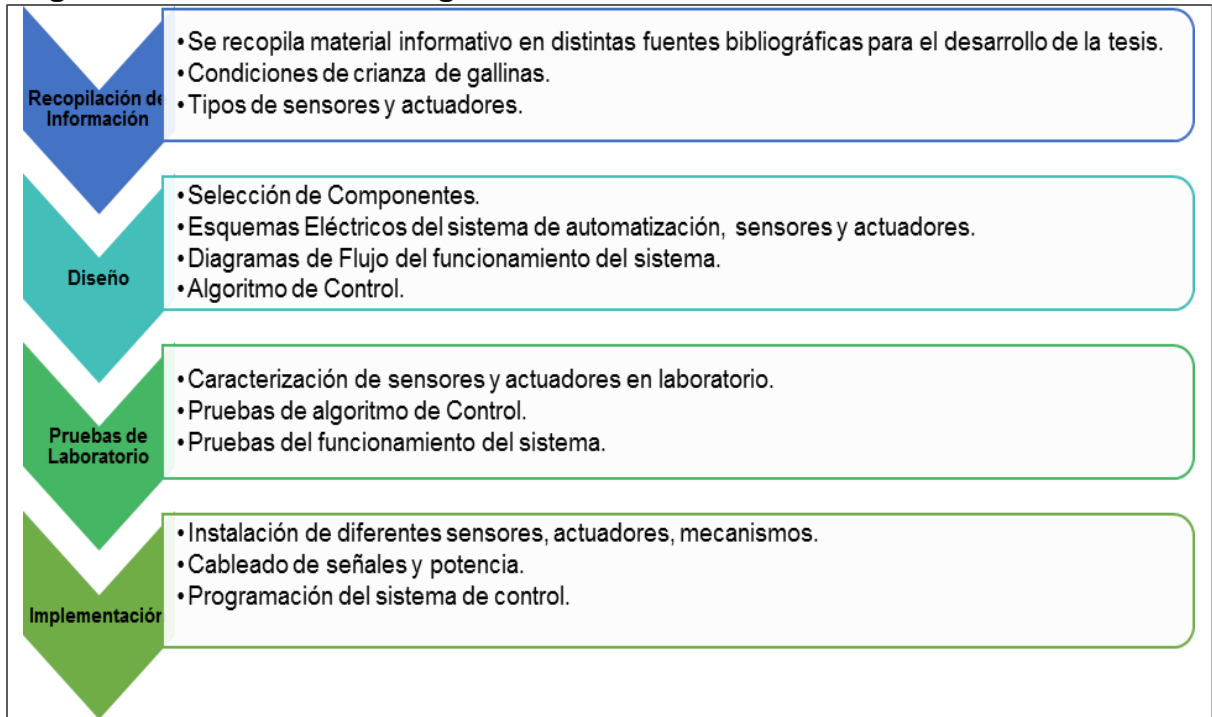 Recopilación de
Información
•Se recopila material informativo en distintas fuentes bibliográficas para el desarrollo de la tesis.
•Condiciones de crianza de gallinas.
•Tipos de sensores y actuadores.
Diseño
•Selección de Componentes.
•Esquemas Eléctricos del sistema de automatización, sensores y actuadores.
•Diagramas de Flujo del funcionamiento del sistema.
•Algoritmo de Control.
Pruebas de
Laboratorio
•Caracterización de sensores y actuadores en laboratorio.
•Pruebas de algoritmo de Control.
•Pruebas del funcionamiento del sistema.
Implementación
•Instalación de diferentes sensores, actuadores, mecanismos.
•Cableado de señales y potencia.
•Programación del sistema de control.